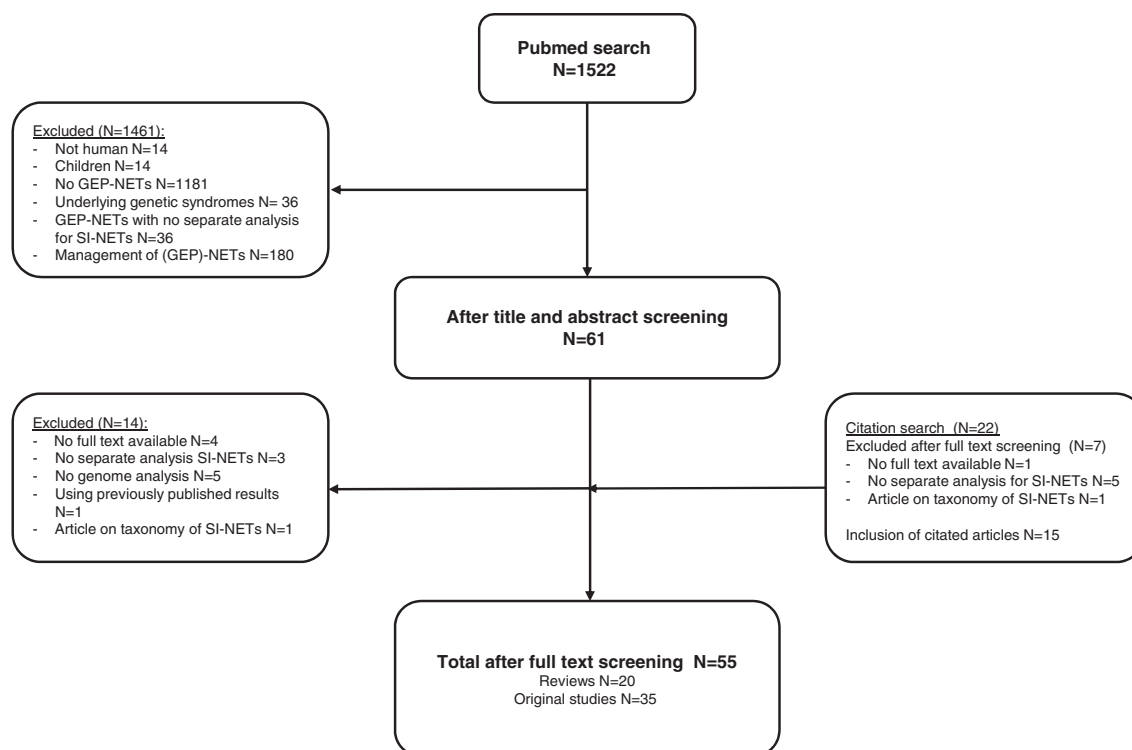 Pubmed search
N=1522
Excluded (N=1461):
- Not human N=14
- Children N=14
- No GEP-NETs N=1181
- Underlying genetic syndromes N= 36
- GEP-NETs with no separate analysis
for SI-NETs N=36
- Management of (GEP)-NETs N=180
After title and abstract screening
N=61
Excluded (N=14):
- No full text available N=4
- No separate analysis SI-NETs N=3
- No genome analysis N=5
- Using previously published results
N=1
- Article on taxonomy of SI-NETs N=1
Citation search (N=22)
Excluded after full text screening (N=7)
- No full text available N=1
- No separate analysis for SI-NETs N=5
- Article on taxonomy of SI-NETs N=1
Inclusion of citated articles N=15
Total after full text screening N=55
Reviews N=20
Original studies N=35